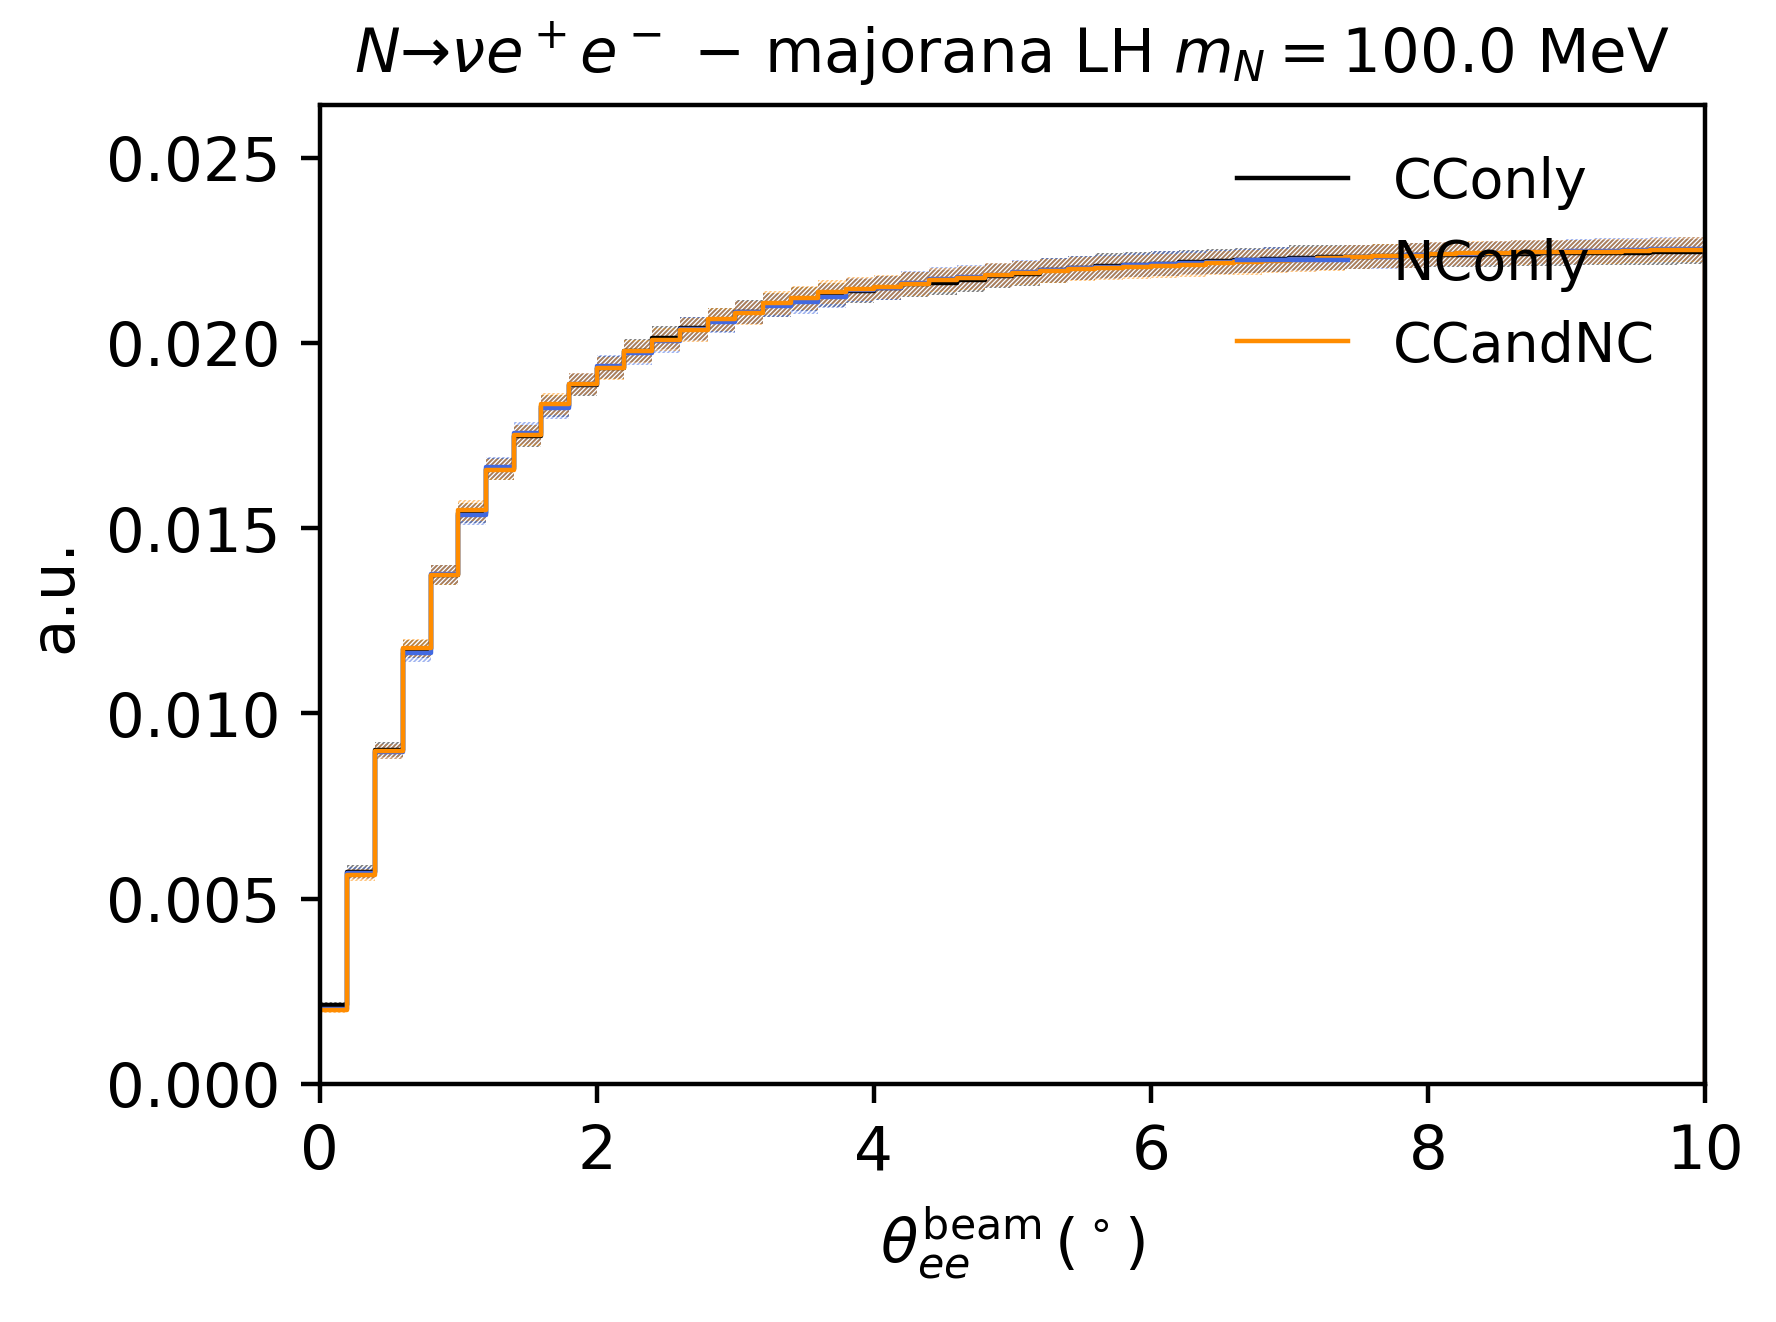 N→νe⁺e⁻ − majorana LH m_N = 100.0 MeV
CConly
NConly
CCandNC
a.u.
0.025
0.020
0.015
0.010
0.005
0.000
0 2 4 6 8 10
θ_ee^beam (°)